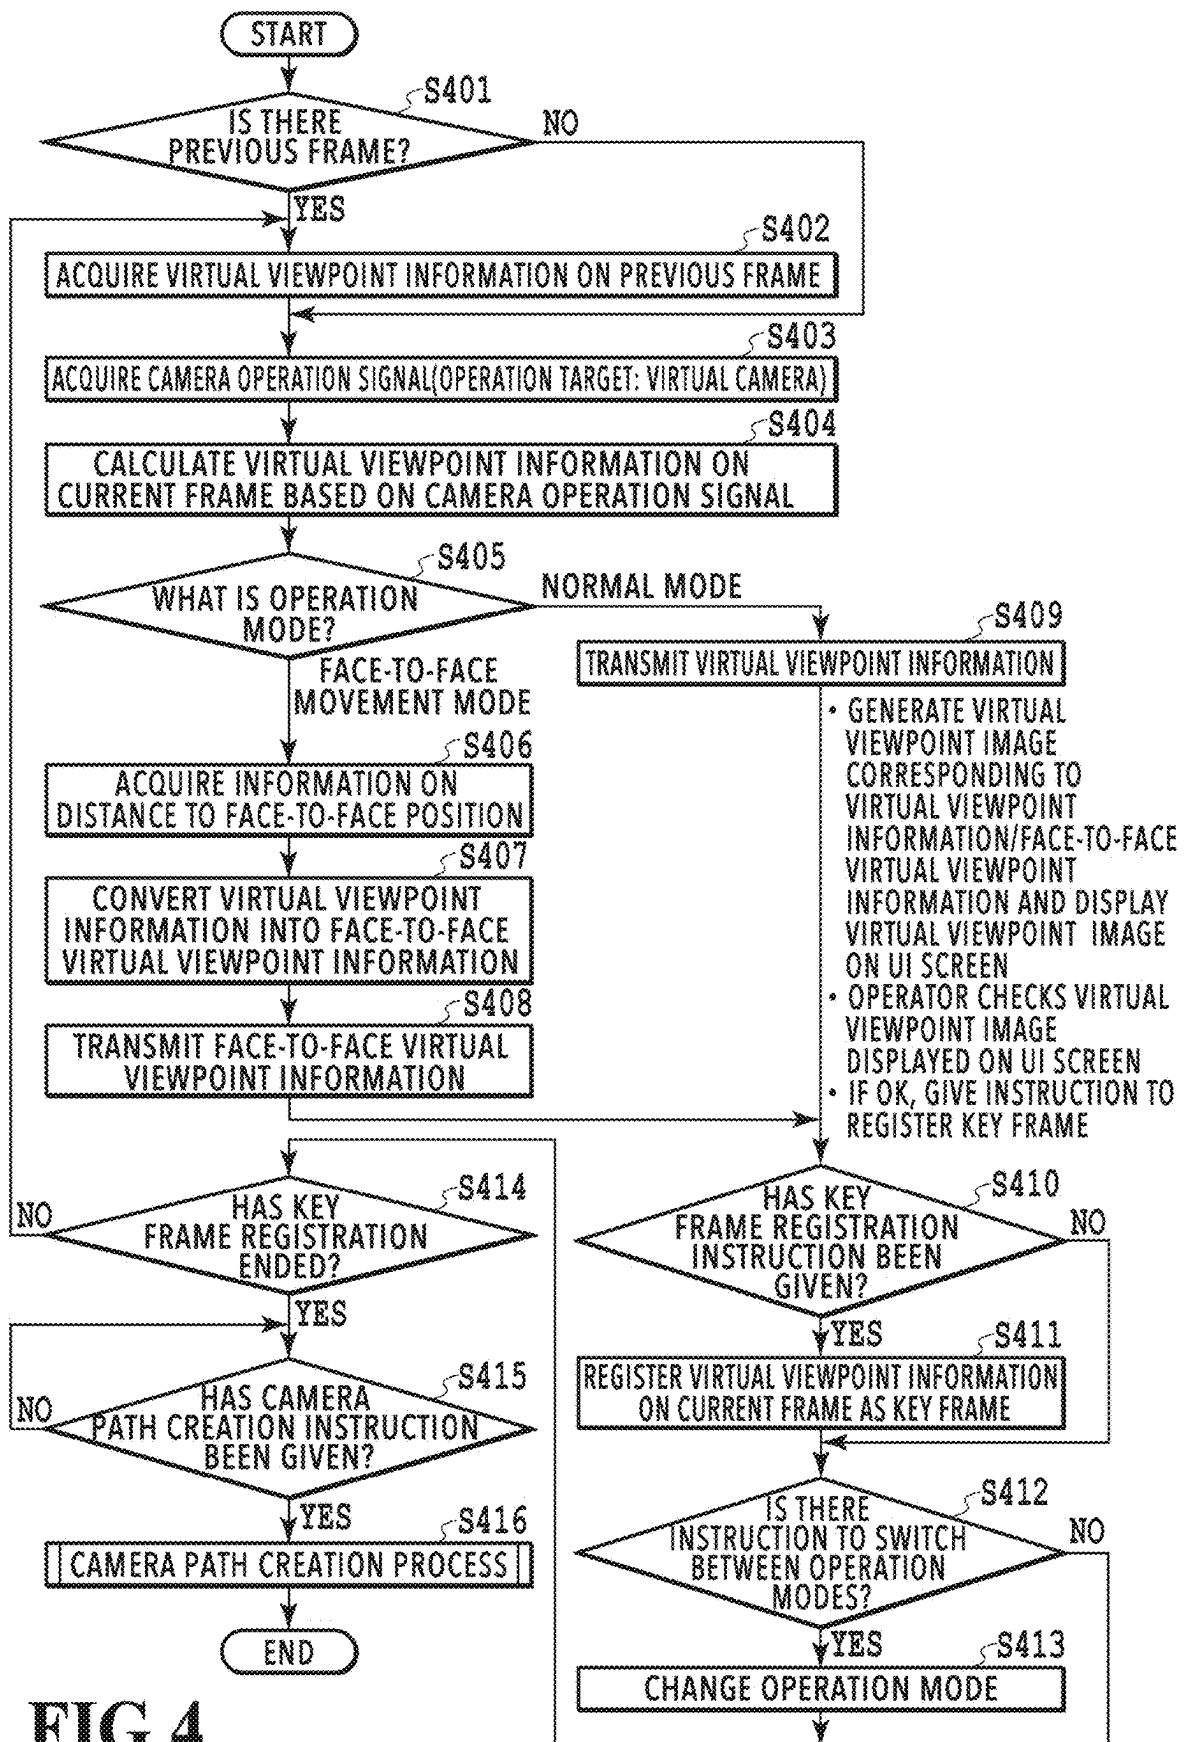 START
S401
IS THERE
PREVIOUS FRAME?
NO
YES
S402
ACQUIRE VIRTUAL VIEWPOINT INFORMATION ON PREVIOUS FRAME
S403
ACQUIRE CAMERA OPERATION SIGNAL(OPERATION TARGET: VIRTUAL CAMERA)
S404
CALCULATE VIRTUAL VIEWPOINT INFORMATION ON
CURRENT FRAME BASED ON CAMERA OPERATION SIGNAL
S405
WHAT IS OPERATION
MODE?
NORMAL MODE
FACE-TO-FACE
MOVEMENT MODE
S406
ACQUIRE INFORMATION ON
DISTANCE TO FACE-TO-FACE POSITION
S407
CONVERT VIRTUAL VIEWPOINT
INFORMATION INTO FACE-TO-FACE
VIRTUAL VIEWPOINT INFORMATION
S408
TRANSMIT FACE-TO-FACE VIRTUAL
VIEWPOINT INFORMATION
S409
TRANSMIT VIRTUAL VIEWPOINT INFORMATION
• GENERATE VIRTUAL
VIEWPOINT IMAGE
CORRESPONDING TO
VIRTUAL VIEWPOINT
INFORMATION/FACE-TO-FACE
VIRTUAL VIEWPOINT
INFORMATION AND DISPLAY
VIRTUAL VIEWPOINT IMAGE
ON UI SCREEN
• OPERATOR CHECKS VIRTUAL
VIEWPOINT IMAGE
DISPLAYED ON UI SCREEN
• IF OK, GIVE INSTRUCTION TO
REGISTER KEY FRAME
S410
HAS KEY
FRAME REGISTRATION
INSTRUCTION BEEN
GIVEN?
NO
YES
S411
REGISTER VIRTUAL VIEWPOINT INFORMATION
ON CURRENT FRAME AS KEY FRAME
S412
IS THERE
INSTRUCTION TO SWITCH
BETWEEN OPERATION
MODES?
NO
YES
S413
CHANGE OPERATION MODE
S414
HAS KEY
FRAME REGISTRATION
ENDED?
NO
YES
S415
HAS CAMERA
PATH CREATION INSTRUCTION
BEEN GIVEN?
NO
YES
S416
CAMERA PATH CREATION PROCESS
END
FIG.4